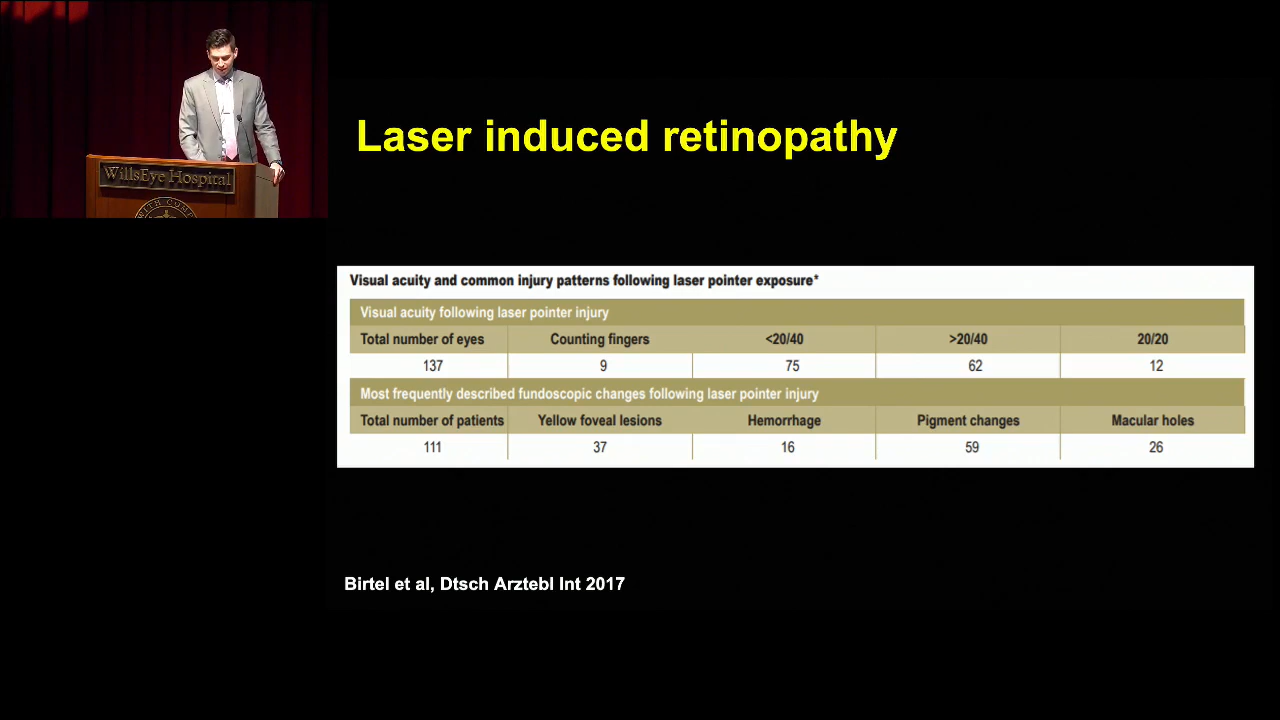 WillsEye Hospital
WITH COMP
Laser induced retinopathy
Visual acuity and common injury patterns following laser pointer exposure*
Visual acuity following laser pointer injury
Total number of eyes Counting fingers <20/40 >20/40 20/20
137 9 75 62 12
Most frequently described fundoscopic changes following laser pointer injury
Total number of patients Yellow foveal lesions Hemorrhage Pigment changes Macular holes
111 37 16 59 26
Birtel et al, Dtsch Arztebl Int 2017